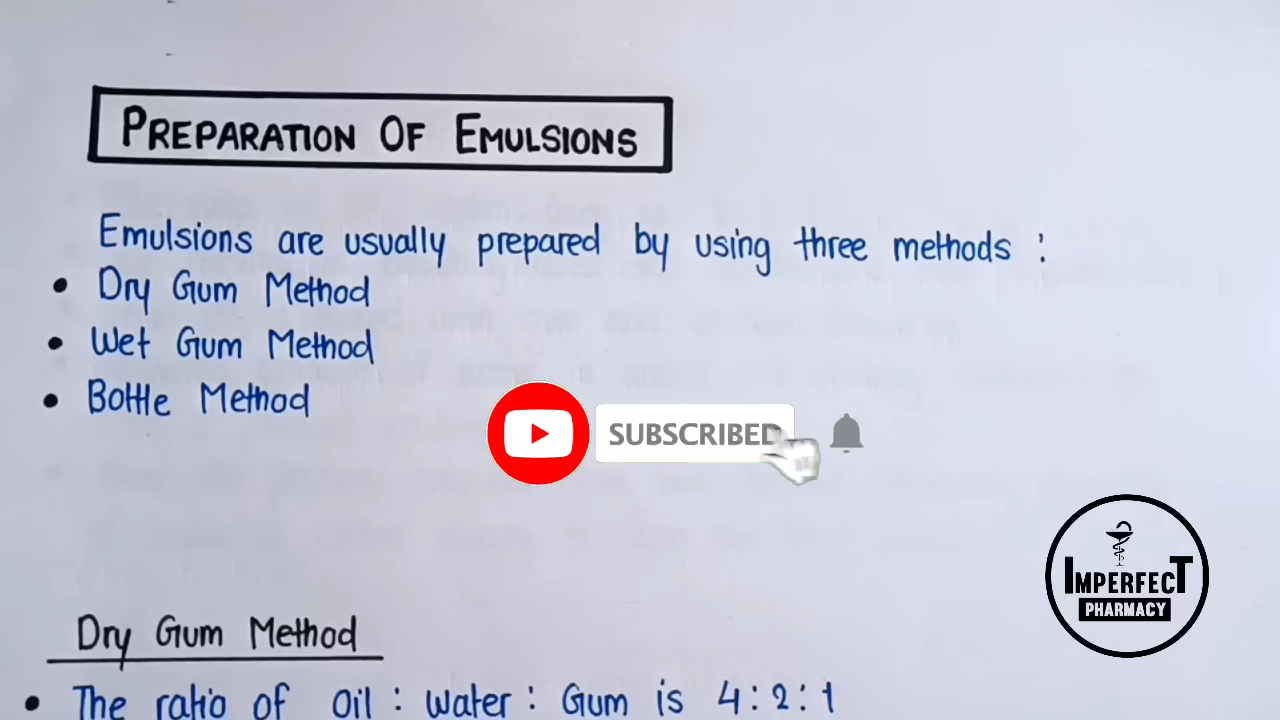 PREPARATION OF EMULSIONS
Emulsions are usually prepared by using three methods :
• Dry Gum Method
• Wet Gum Method
• Bottle Method
SUBSCRIBED
IMPERFECT
PHARMACY
Dry Gum Method
• The ratio of Oil : Water : Gum is 4 : 2 : 1